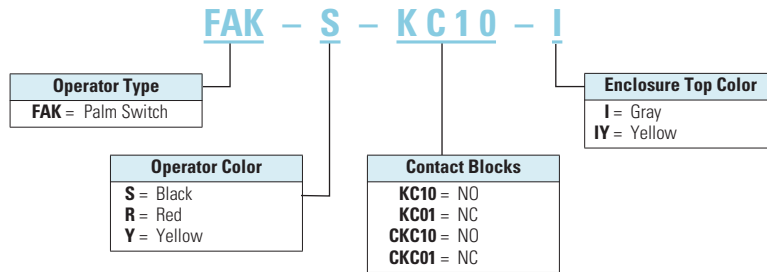 FAK – S – KC10 – I
Operator Type
FAK = Palm Switch
Operator Color
S = Black
R = Red
Y = Yellow
Contact Blocks
KC10 = NO
KC01 = NC
CKC10 = NO
CKC01 = NC
Enclosure Top Color
I = Gray
IY = Yellow